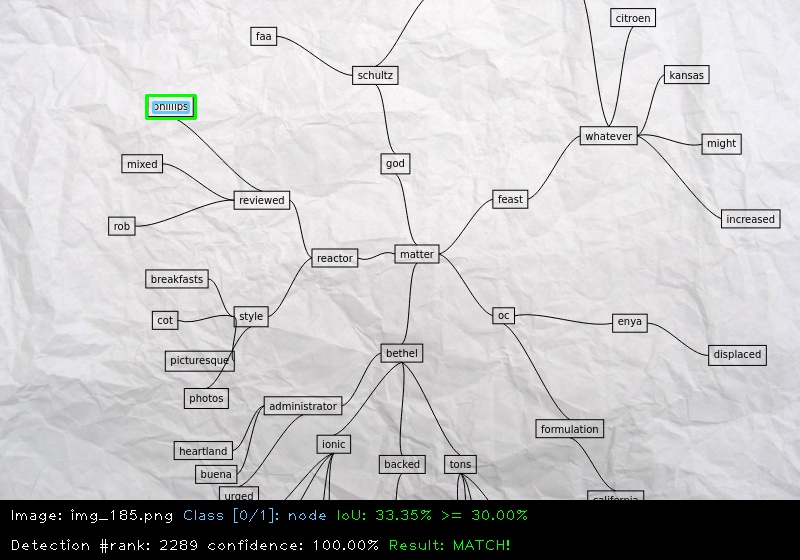 citroen
faa
schultz
kansas
phillips
whatever
might
mixed
god
reviewed
feast
increased
rob
matter
reactor
breakfasts
style
cot
oc
enya
bethel
displaced
picturesque
photos
administrator
formulation
ionic
heartland
backed
tons
buena
urged
california
Image: img_185.png Class [0/1]: node IoU: 33.35% >= 30.00%
Detection #rank: 2289 confidence: 100.00% Result: MATCH!